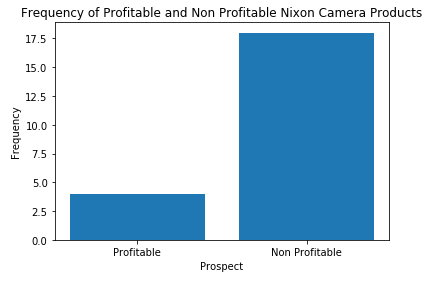 Frequency of Profitable and Non Profitable Nixon Camera Products
17.5
15.0
12.5
10.0
7.5
5.0
2.5
0.0
Frequency
Profitable
Non Profitable
Prospect